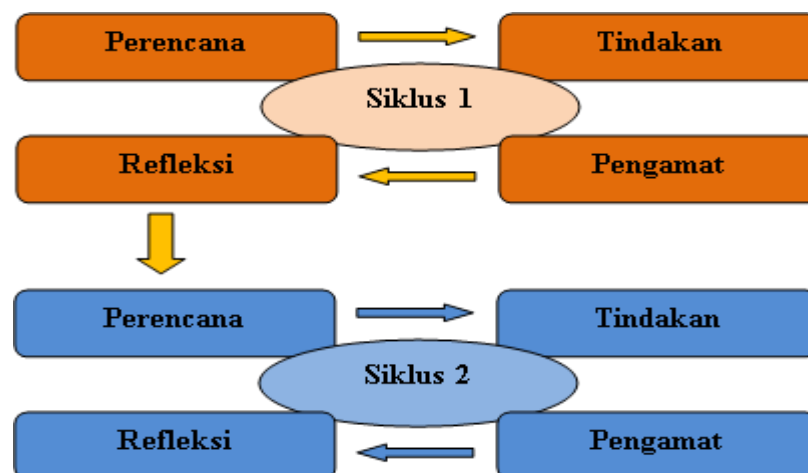 Perencana
Tindakan
Siklus 1
Refleksi
Pengamat
Perencana
Tindakan
Siklus 2
Refleksi
Pengamat